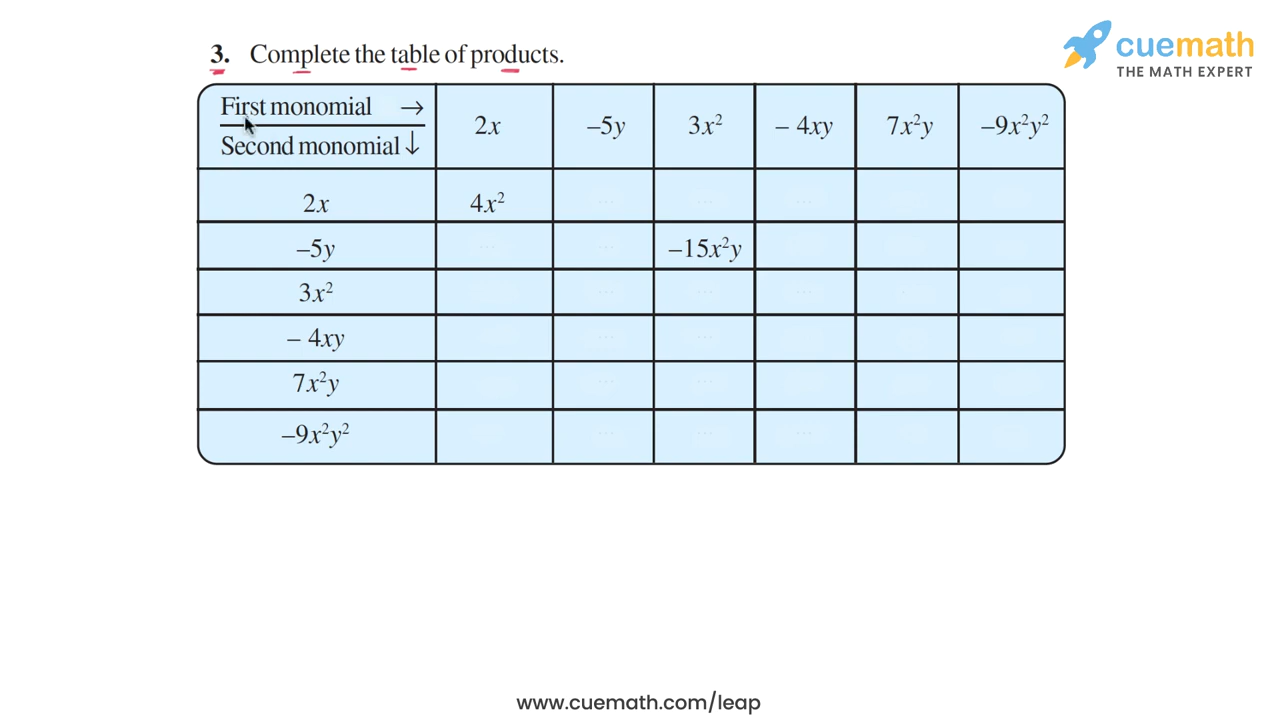 cuemath
THE MATH EXPERT
3. Complete the table of products.
First monomial → 2x –5y 3x² – 4xy 7x²y –9x²y²
Second monomial ↓
2x 4x² ... ... ...
–5y ... ... –15x²y
3x² ... ... ...
– 4xy ... ...
7x²y ... ...
–9x²y² ... ... ...
www.cuemath.com/leap